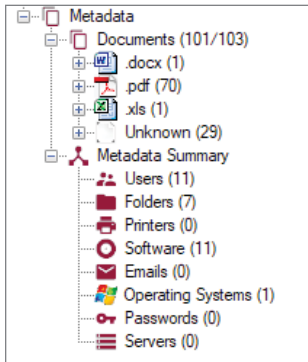 Metadata
Documents (101/103)
.docx (1)
.pdf (70)
.xls (1)
Unknown (29)
Metadata Summary
Users (11)
Folders (7)
Printers (0)
Software (11)
Emails (0)
Operating Systems (1)
Passwords (0)
Servers (0)